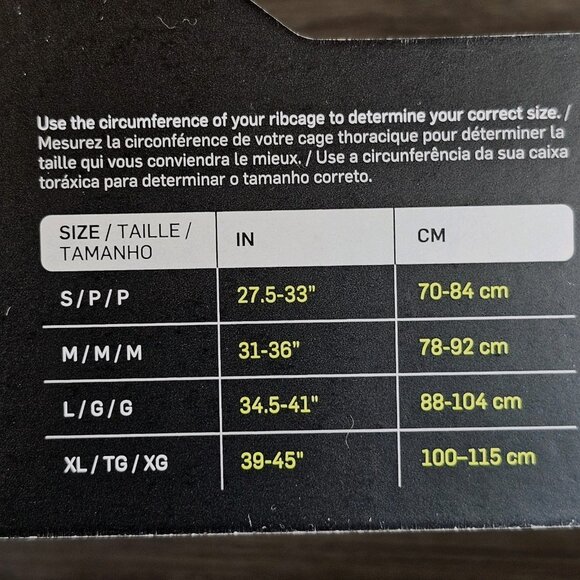 Use the circumference of your ribcage to determine your correct size. /
Mesurez la circonférence de votre cage thoracique pour déterminer la
taille qui vous conviendra le mieux. / Use a circunferência da sua caixa
toráxica para determinar o tamanho correto.
SIZE / TAILLE / TAMANHO IN CM
S / P / P 27.5-33" 70-84 cm
M / M / M 31-36" 78-92 cm
L / G / G 34.5-41" 88-104 cm
XL / TG / XG 39-45" 100–115 cm